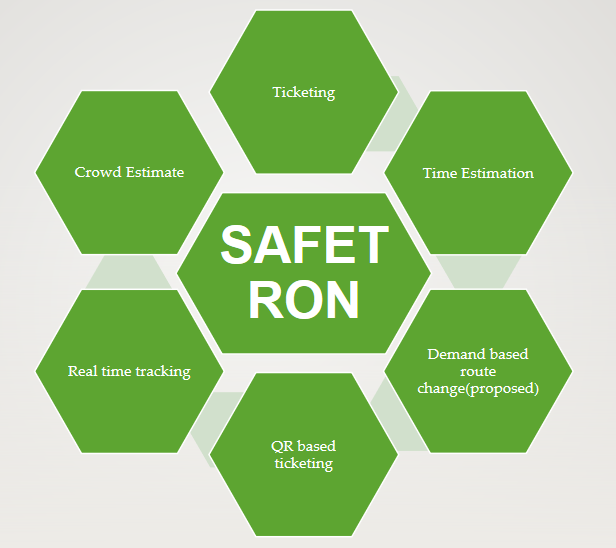 Ticketing
Crowd Estimate
Time Estimation
SAFET
RON
Real time tracking
Demand based
route
change(proposed)
QR based
ticketing